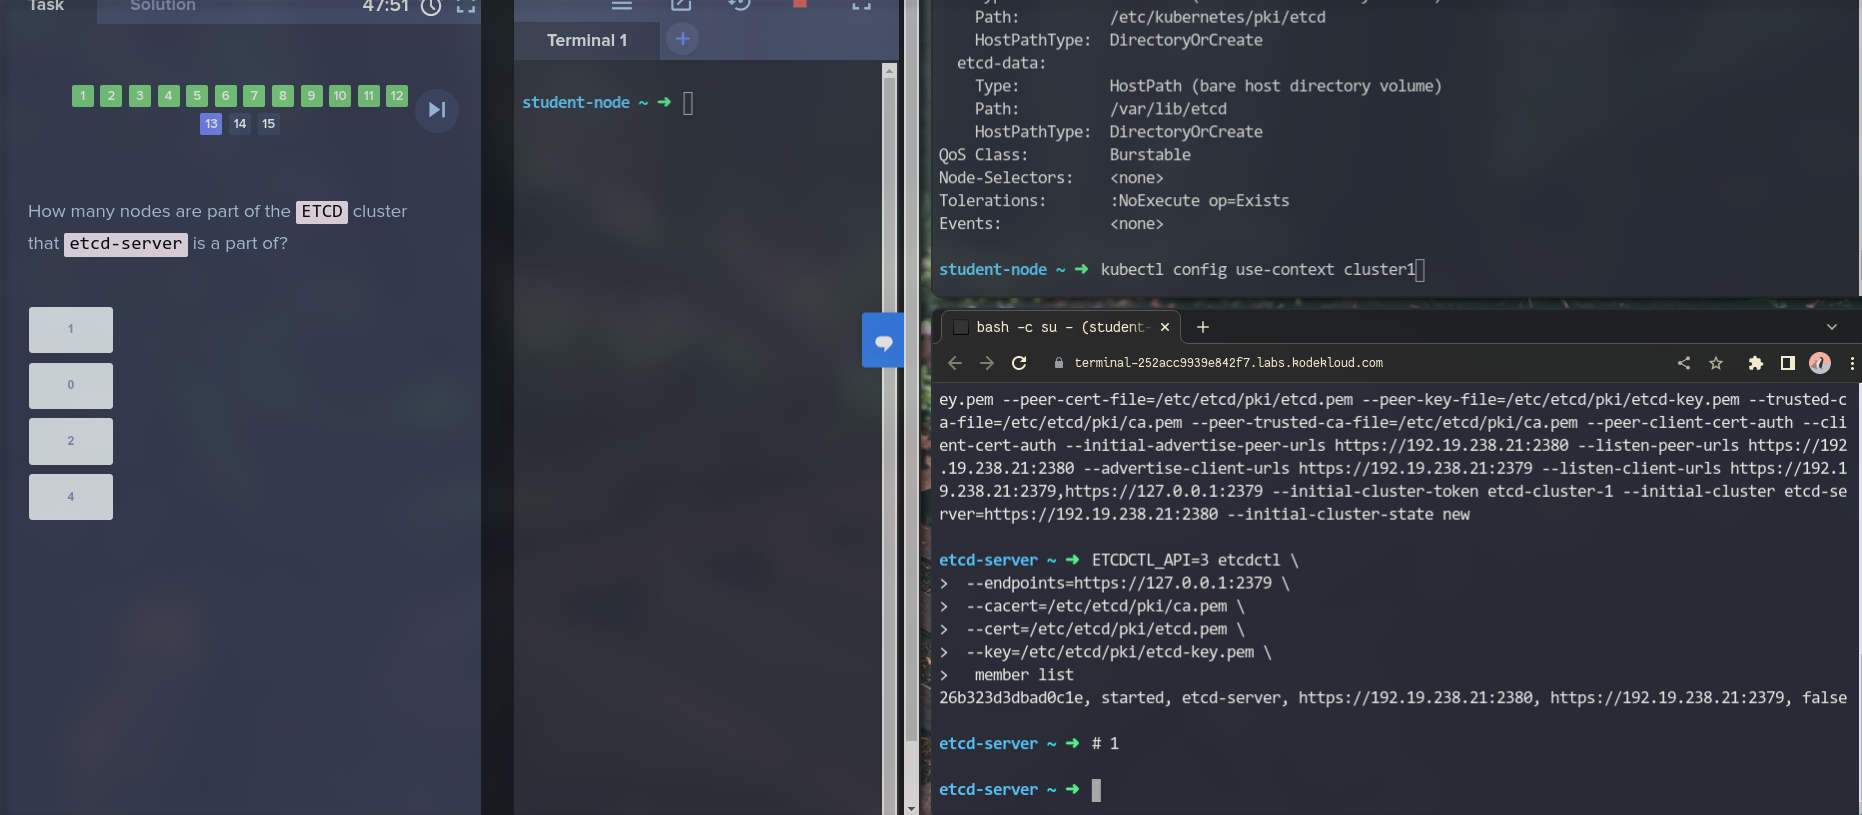 Task
Solution
47:51
1 2 3 4 5 6 7 8 9 10 11 12
13 14 15
How many nodes are part of the ETCD cluster
that etcd-server is a part of?
1
0
2
4
Terminal 1 +
student-node ~ ➜
Path: /etc/kubernetes/pki/etcd
HostPathType: DirectoryOrCreate
etcd-data:
Type: HostPath (bare host directory volume)
Path: /var/lib/etcd
HostPathType: DirectoryOrCreate
QoS Class: Burstable
Node-Selectors: <none>
Tolerations: :NoExecute op=Exists
Events: <none>
student-node ~ ➜ kubectl config use-context cluster1
bash -c su - (student-
terminal-252acc9939e842f7.labs.kodekloud.com
ey.pem --peer-cert-file=/etc/etcd/pki/etcd.pem --peer-key-file=/etc/etcd/pki/etcd-key.pem --trusted-c
a-file=/etc/etcd/pki/ca.pem --peer-trusted-ca-file=/etc/etcd/pki/ca.pem --peer-client-cert-auth --cli
ent-cert-auth --initial-advertise-peer-urls https://192.19.238.21:2380 --listen-peer-urls https://192
.19.238.21:2380 --advertise-client-urls https://192.19.238.21:2379 --listen-client-urls https://192.1
9.238.21:2379,https://127.0.0.1:2379 --initial-cluster-token etcd-cluster-1 --initial-cluster etcd-se
rver=https://192.19.238.21:2380 --initial-cluster-state new
etcd-server ~ ➜ ETCDCTL_API=3 etcdctl \
> --endpoints=https://127.0.0.1:2379 \
> --cacert=/etc/etcd/pki/ca.pem \
> --cert=/etc/etcd/pki/etcd.pem \
> --key=/etc/etcd/pki/etcd-key.pem \
> member list
26b323d3dbad0c1e, started, etcd-server, https://192.19.238.21:2380, https://192.19.238.21:2379, false
etcd-server ~ ➜ # 1
etcd-server ~ ➜